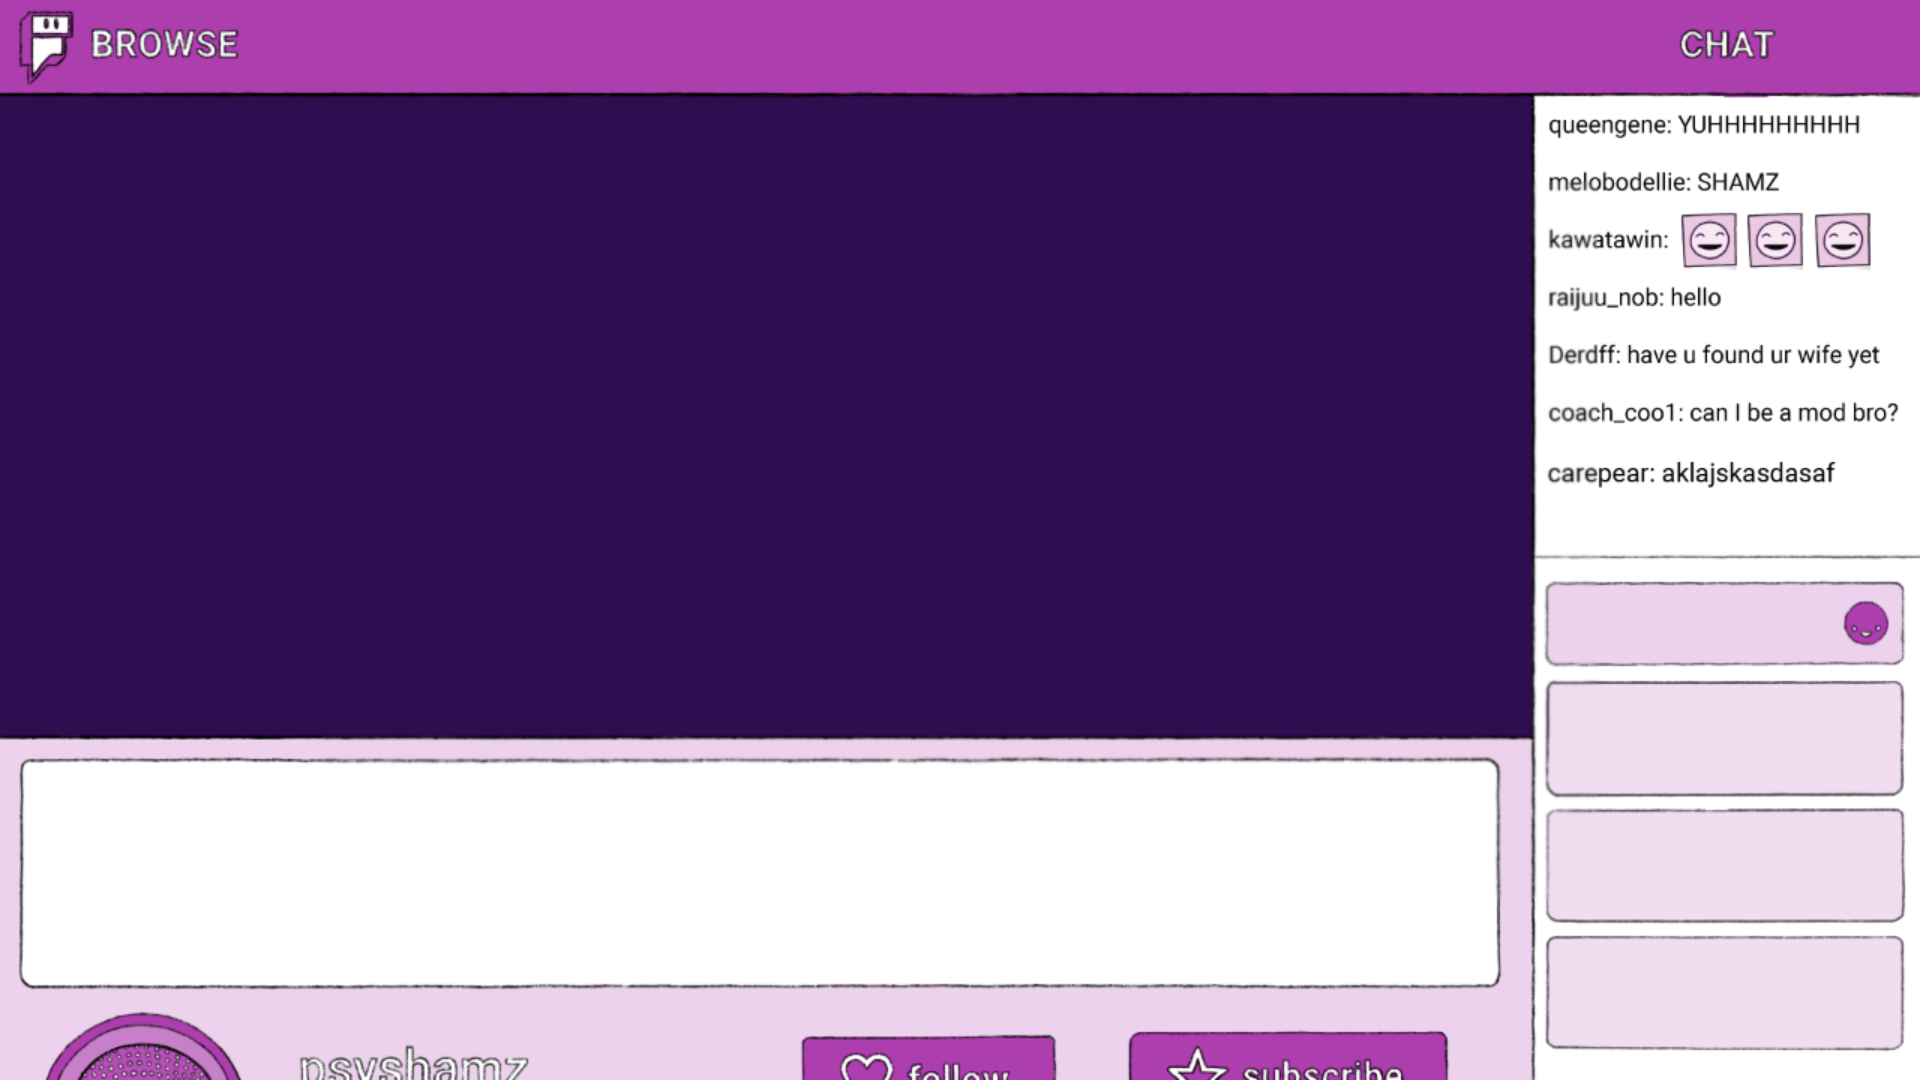 BROWSE
CHAT
queengene: YUHHHHHHHHH
melobodellie: SHAMZ
kawatawin:
raijuu_nob: hello
Derdff: have u found ur wife yet
coach_coo1: can I be a mod bro?
carepear: aklajskasdasaf
psyshamz
follow
subscribe